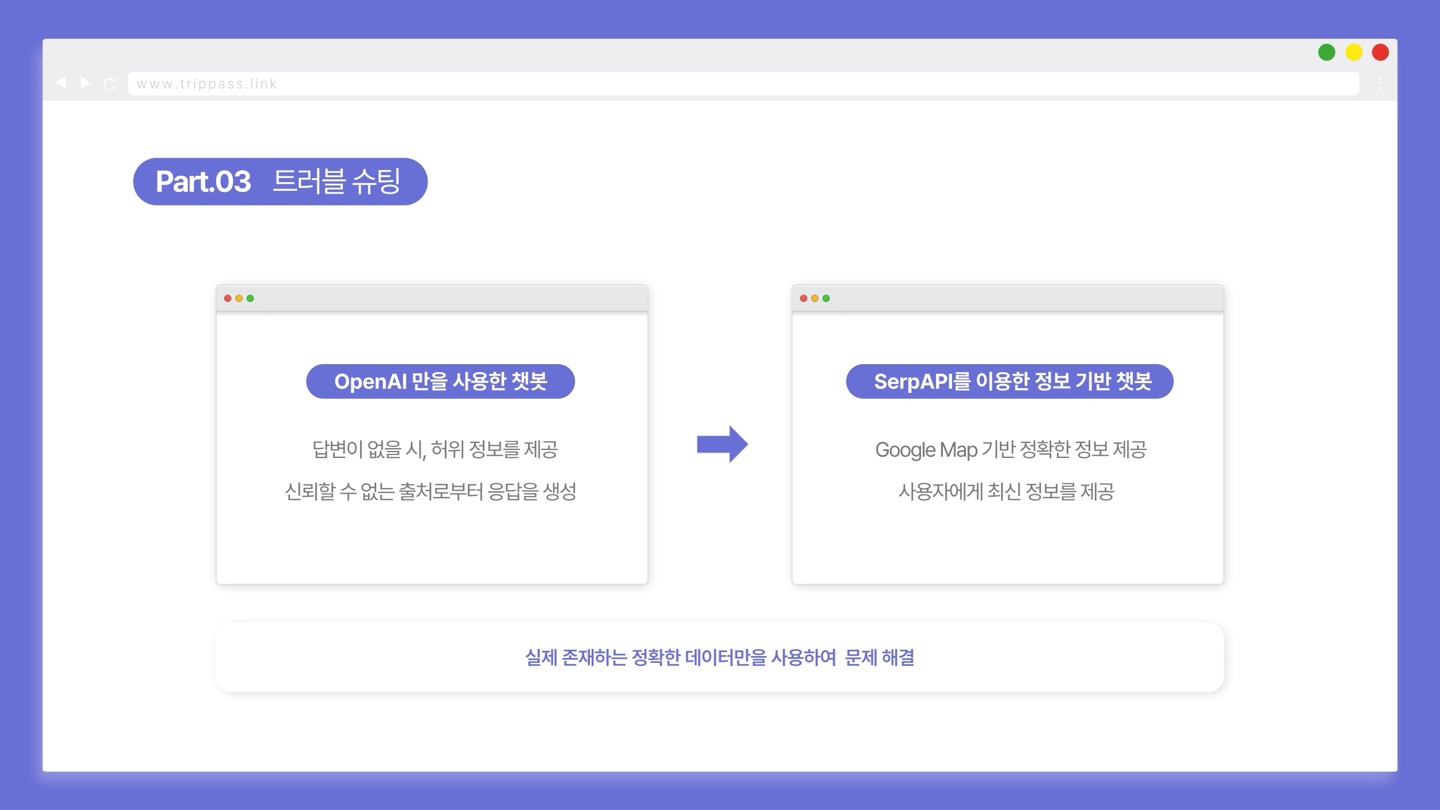 www.trippass.link
Part.03 트러블 슈팅
OpenAI 만을 사용한 챗봇
답변이 없을 시, 허위 정보를 제공
신뢰할 수 없는 출처로부터 응답을 생성
SerpAPI를 이용한 정보 기반 챗봇
Google Map 기반 정확한 정보 제공
사용자에게 최신 정보를 제공
실제 존재하는 정확한 데이터만을 사용하여 문제 해결